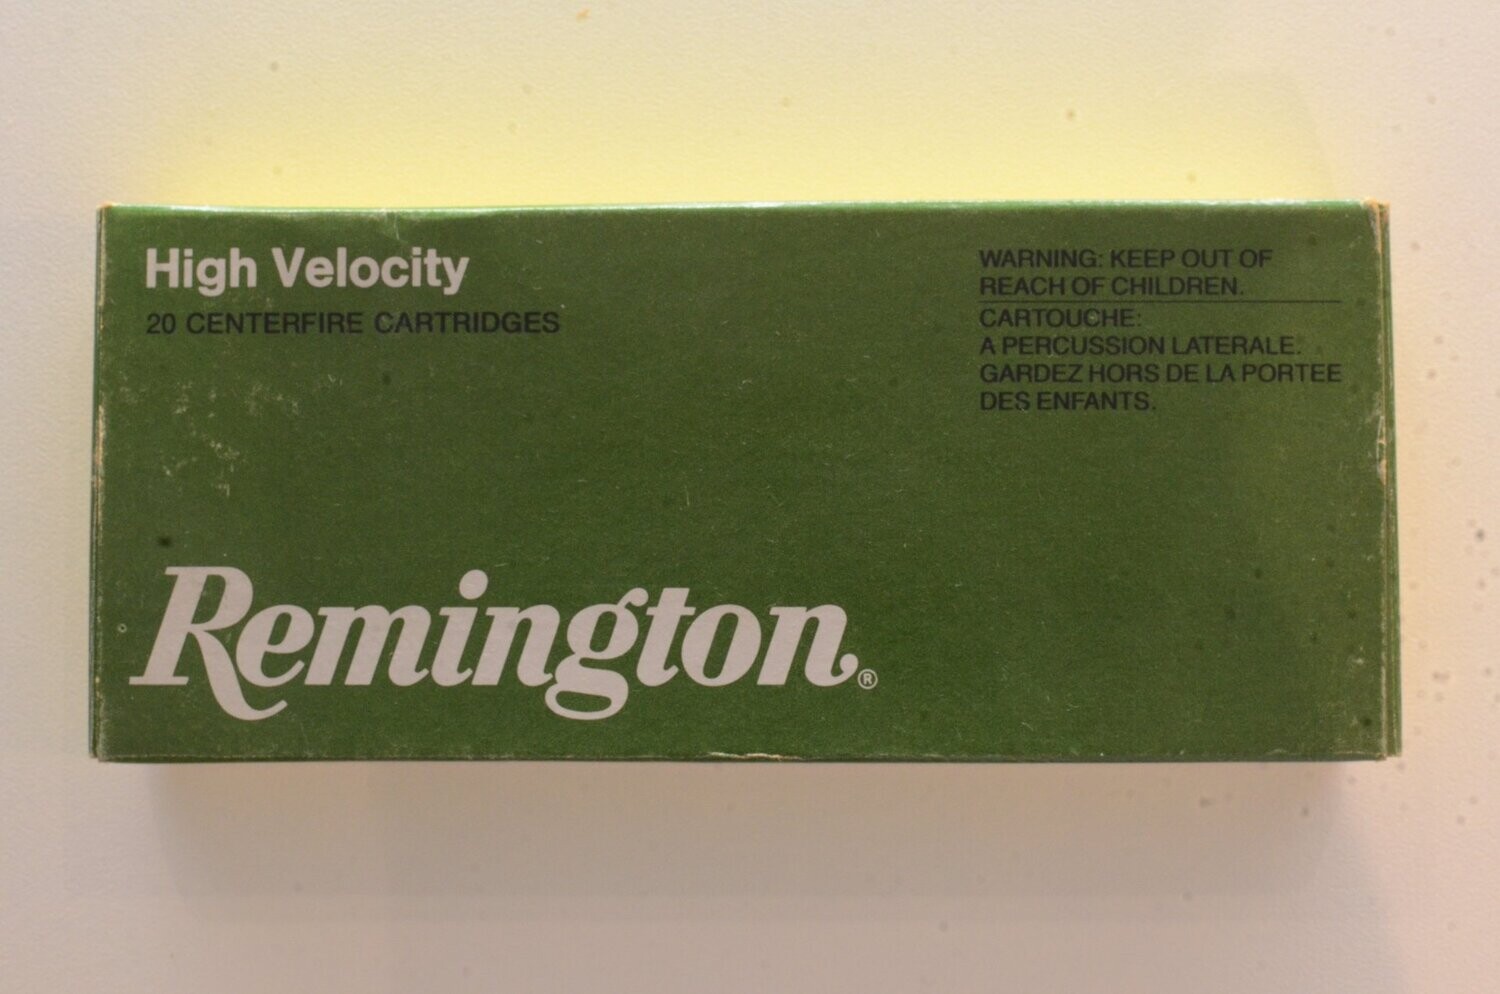 High Velocity
20 CENTERFIRE CARTRIDGES
WARNING: KEEP OUT OF
REACH OF CHILDREN.
CARTOUCHE:
A PERCUSSION LATERALE.
GARDEZ HORS DE LA PORTEE
DES ENFANTS.
Remington®